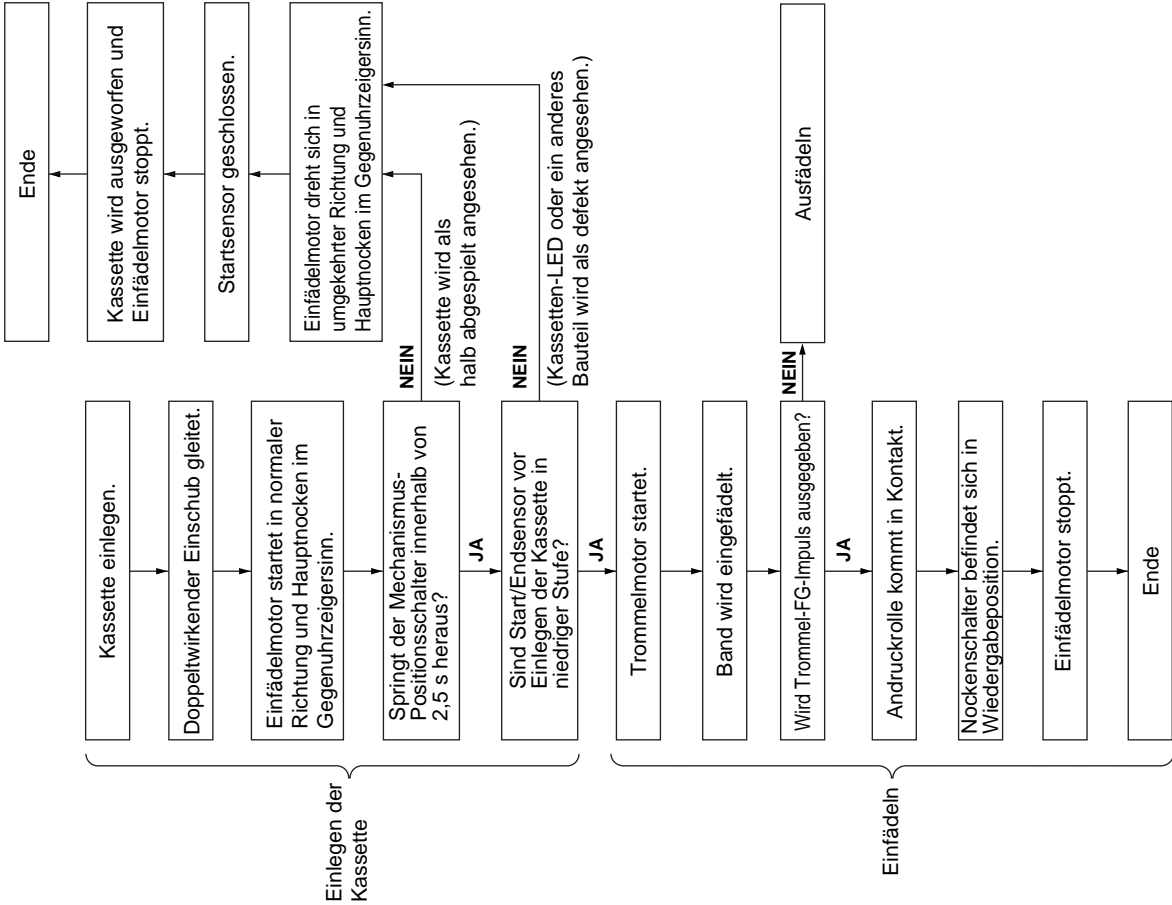 Einlegen der
Kassette
Kassette einlegen.
Doppeltwirkender Einschub gleitet.
Einfädelmotor startet in normaler
Richtung und Hauptnocken im
Gegenuhrzeigersinn.
Springt der Mechanismus-
Positionsschalter innerhalb von
2,5 s heraus?
NEIN
(Kassette wird als
halb abgespielt angesehen.)
JA
Sind Start/Endsensor vor
Einlegen der Kassette in
niedriger Stufe?
NEIN
(Kassetten-LED oder ein anderes
Bauteil wird als defekt angesehen.)
JA
Einfädelmotor dreht sich in
umgekehrter Richtung und
Hauptnocken im Gegenuhrzeigersinn.
Startsensor geschlossen.
Kassette wird ausgeworfen und
Einfädelmotor stoppt.
Ende
Einfädeln
Trommelmotor startet.
Band wird eingefädelt.
Wird Trommel-FG-Impuls ausgegeben?
NEIN
Ausfädeln
JA
Andruckrolle kommt in Kontakt.
Nockenschalter befindet sich in
Wiedergabeposition.
Einfädelmotor stoppt.
Ende